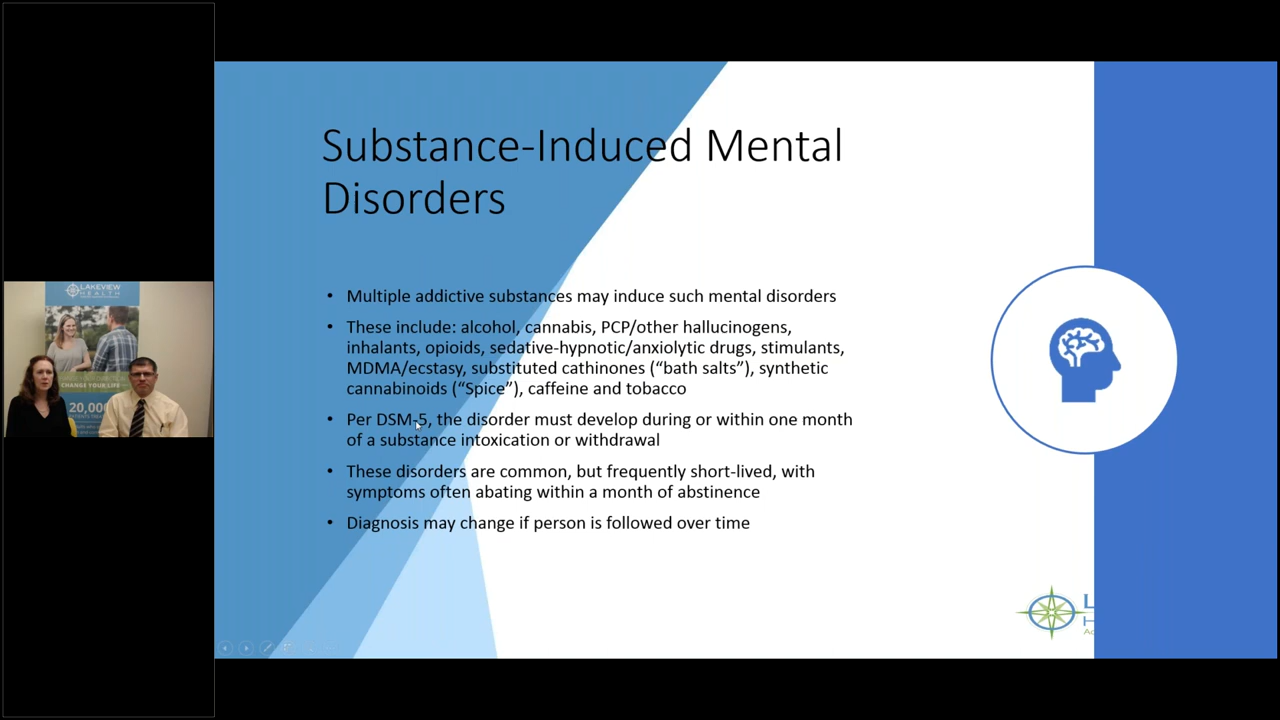 Substance-Induced Mental
Disorders
• Multiple addictive substances may induce such mental disorders
• These include: alcohol, cannabis, PCP/other hallucinogens,
inhalants, opioids, sedative-hypnotic/anxiolytic drugs, stimulants,
MDMA/ecstasy, substituted cathinones (“bath salts”), synthetic
cannabinoids (“Spice”), caffeine and tobacco
• Per DSM-5, the disorder must develop during or within one month
of a substance intoxication or withdrawal
• These disorders are common, but frequently short-lived, with
symptoms often abating within a month of abstinence
• Diagnosis may change if person is followed over time
LAKEVIEW
HEALTH
CHANGE YOUR LIFE
20,000
L
H
Ad